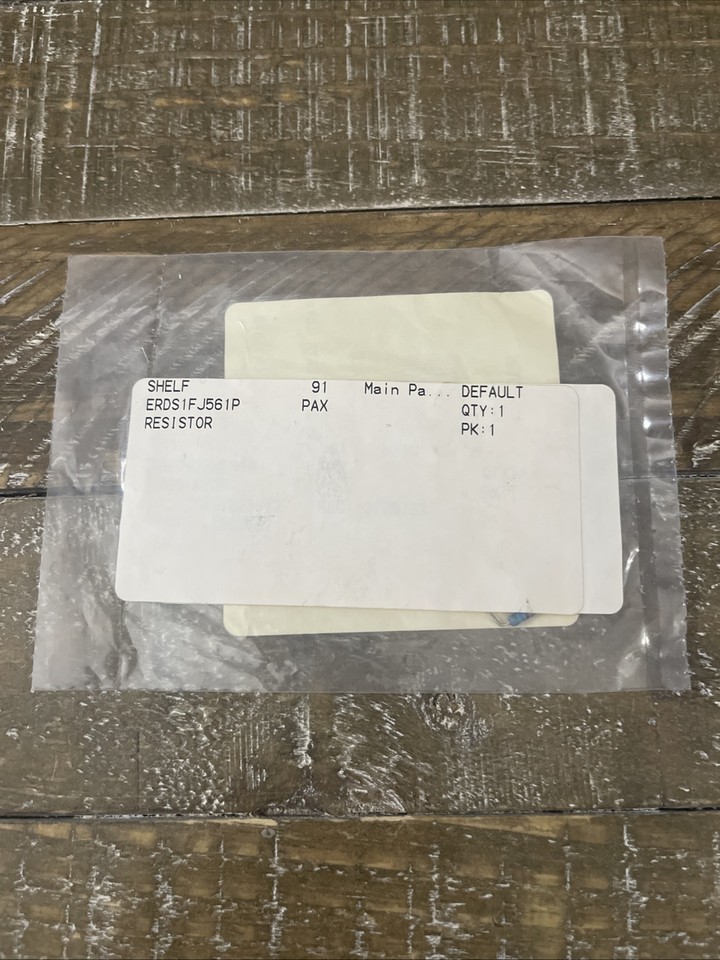 SHELF 91 Main Pa... DEFAULT
ERDS1FJ561P PAX QTY:1
RESISTOR PK:1